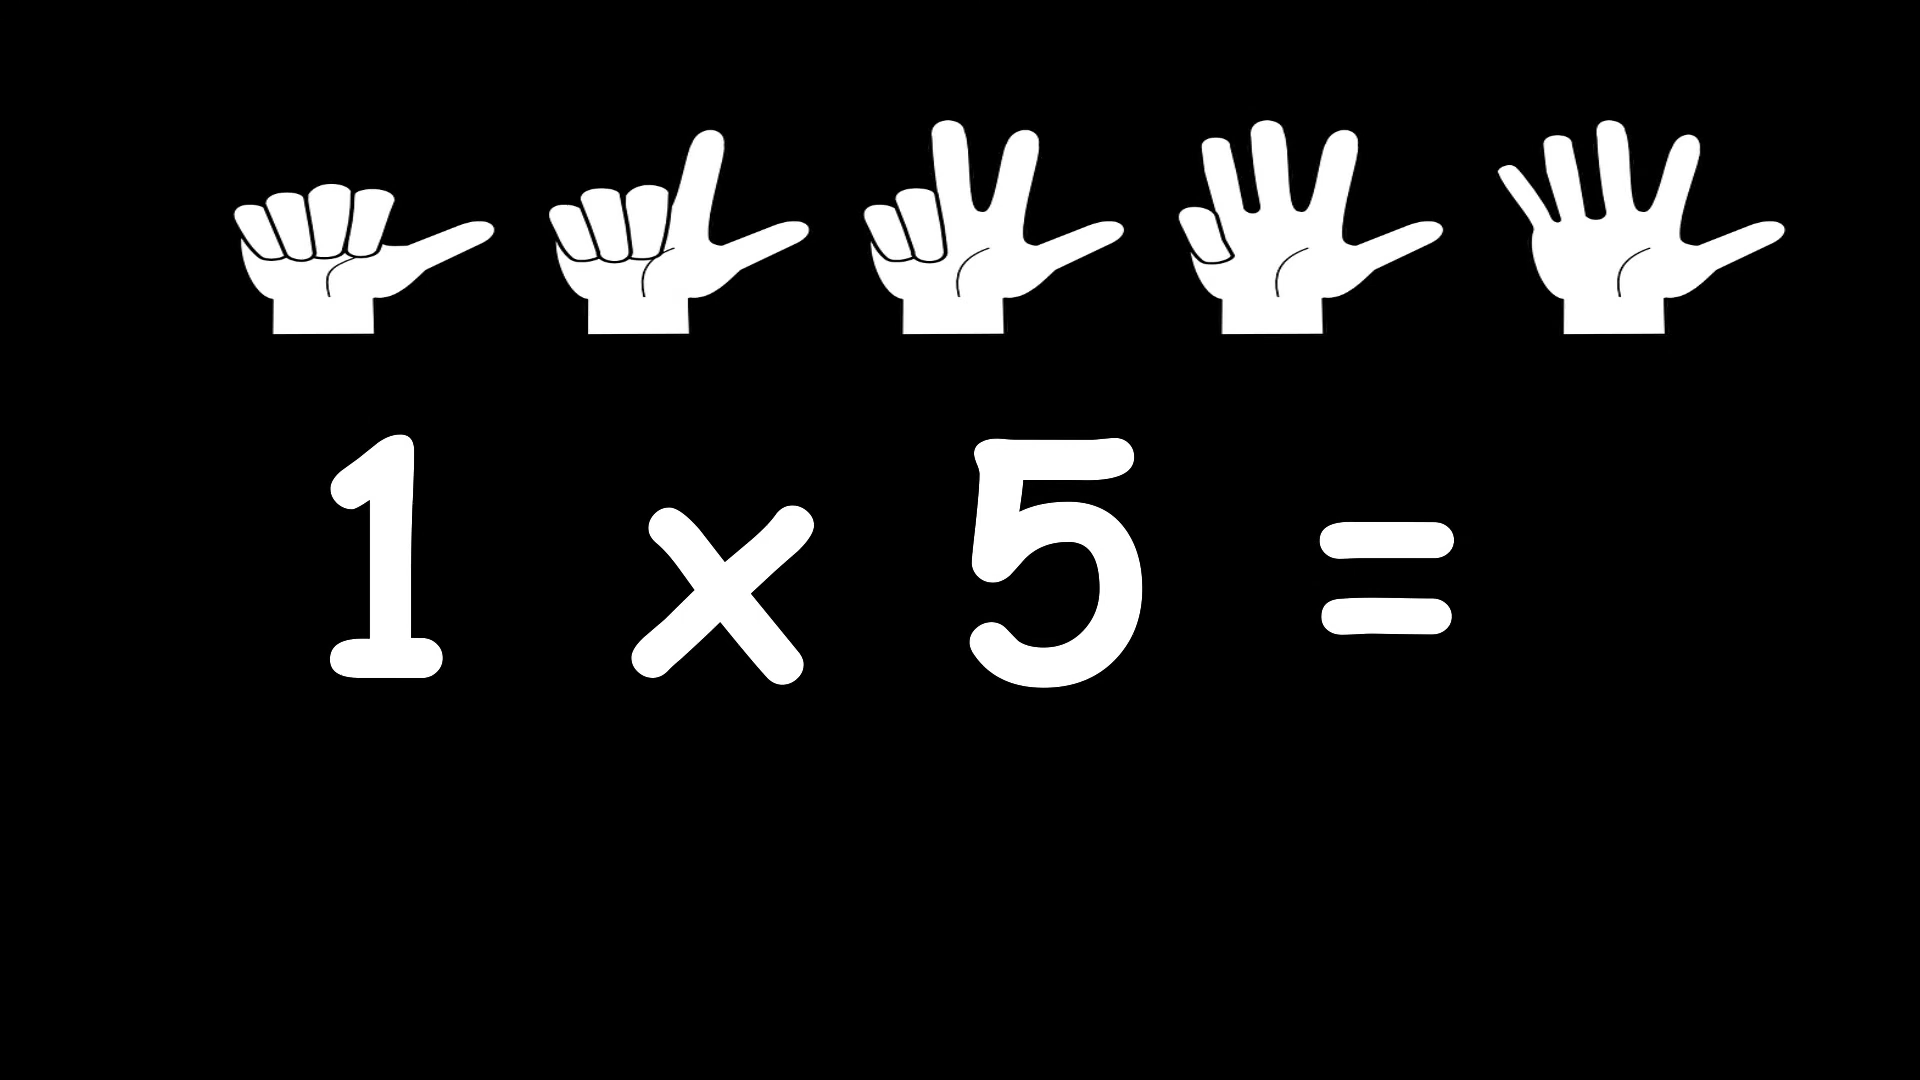 1 × 5 =